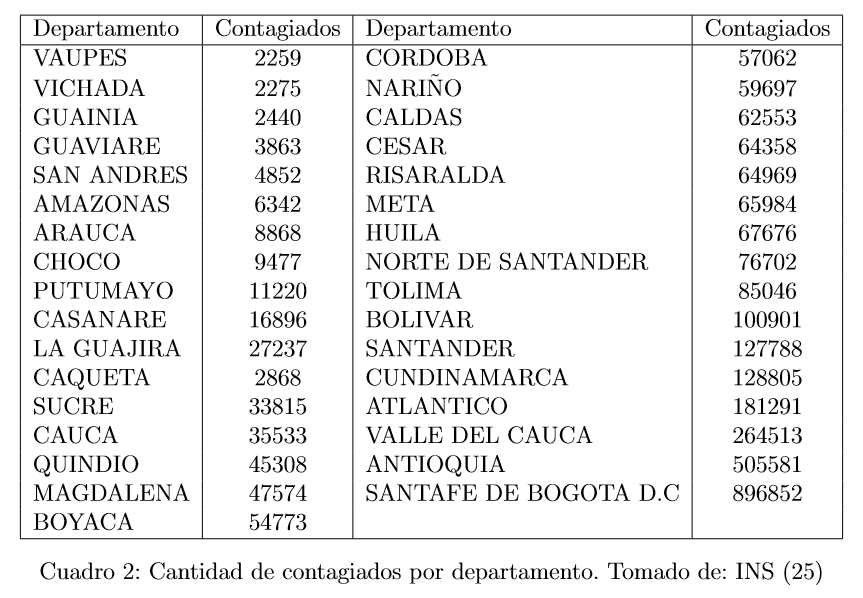 Departamento Contagiados Departamento Contagiados
VAUPES 2259 CORDOBA 57062
VICHADA 2275 NARIÑO 59697
GUAINIA 2440 CALDAS 62553
GUAVIARE 3863 CESAR 64358
SAN ANDRES 4852 RISARALDA 64969
AMAZONAS 6342 META 65984
ARAUCA 8868 HUILA 67676
CHOCO 9477 NORTE DE SANTANDER 76702
PUTUMAYO 11220 TOLIMA 85046
CASANARE 16896 BOLIVAR 100901
LA GUAJIRA 27237 SANTANDER 127788
CAQUETA 2868 CUNDINAMARCA 128805
SUCRE 33815 ATLANTICO 181291
CAUCA 35533 VALLE DEL CAUCA 264513
QUINDIO 45308 ANTIOQUIA 505581
MAGDALENA 47574 SANTAFE DE BOGOTA D.C 896852
BOYACA 54773
Cuadro 2: Cantidad de contagiados por departamento. Tomado de: INS (25)